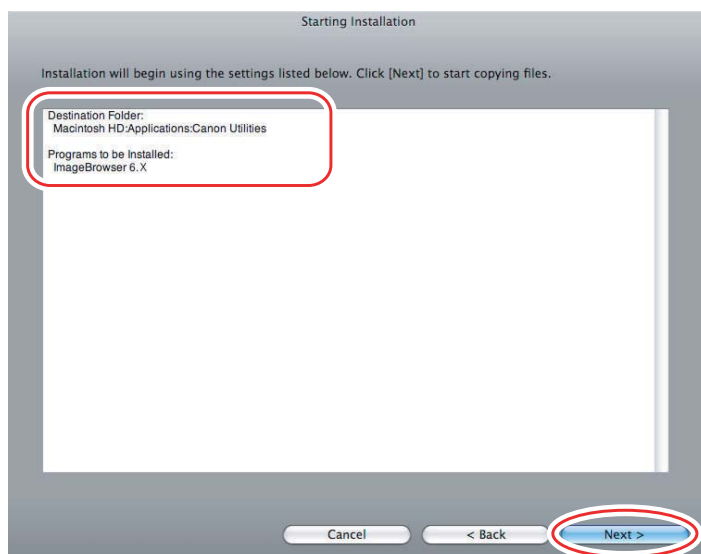 Starting Installation
Installation will begin using the settings listed below. Click [Next] to start copying files.
Destination Folder:
Macintosh HD:Applications:Canon Utilities
Programs to be Installed:
ImageBrowser 6.X
Cancel
< Back
Next >